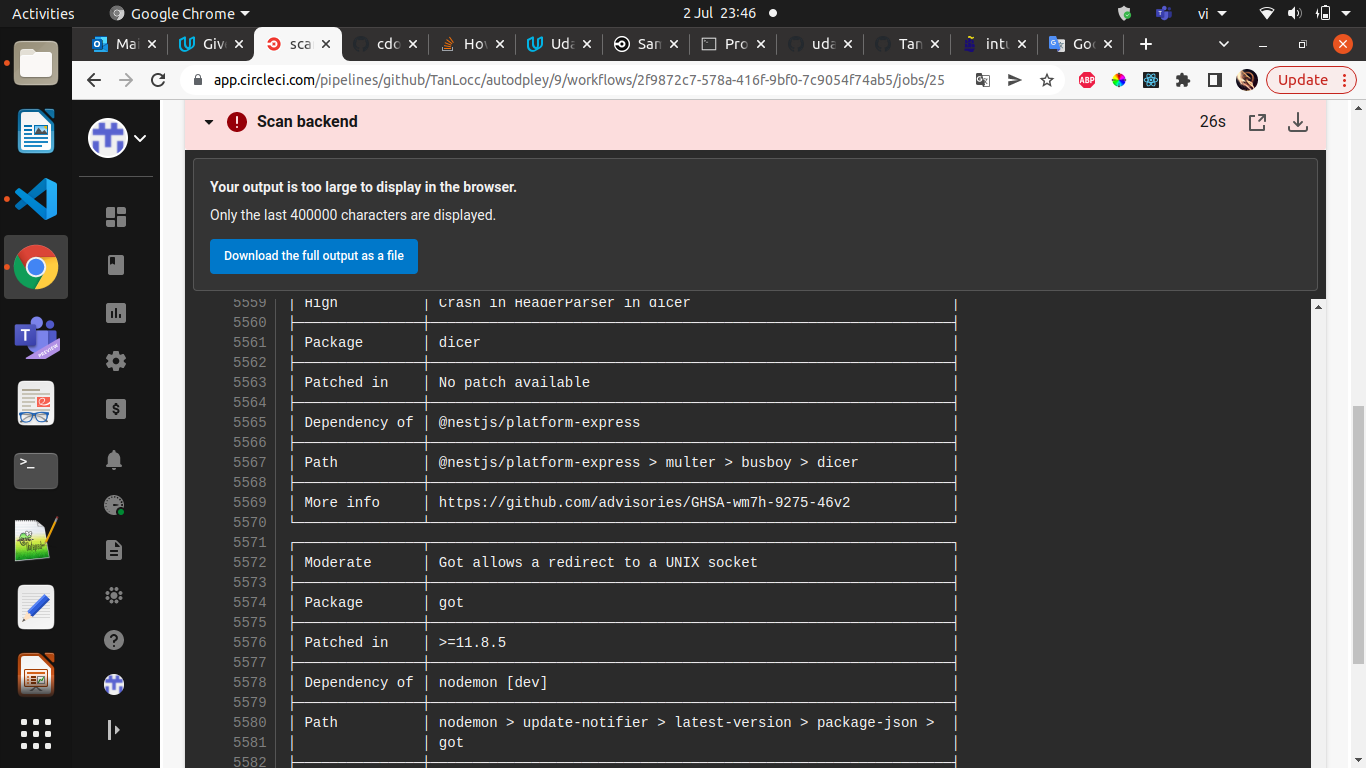 Activities
Google Chrome
2 Jul 23:46
vi
Mai
Give
sca
cdo
Hov
Uda
San
Pro
uda
Tan
intu
Goo
app.circleci.com/pipelines/github/TanLocc/autodpley/9/workflows/2f9872c7-578a-416f-9bf0-7c9054f74ab5/jobs/25
ABP
Update
Scan backend
26s
Your output is too large to display in the browser.
Only the last 400000 characters are displayed.
Download the full output as a file
5559 High Crash in HeaderParser in dicer
5560
5561 Package dicer
5562
5563 Patched in No patch available
5564
5565 Dependency of @nestjs/platform-express
5566
5567 Path @nestjs/platform-express > multer > busboy > dicer
5568
5569 More info https://github.com/advisories/GHSA-wm7h-9275-46v2
5570
5571
5572 Moderate Got allows a redirect to a UNIX socket
5573
5574 Package got
5575
5576 Patched in >=11.8.5
5577
5578 Dependency of nodemon [dev]
5579
5580 Path nodemon > update-notifier > latest-version > package-json >
5581 got
5582